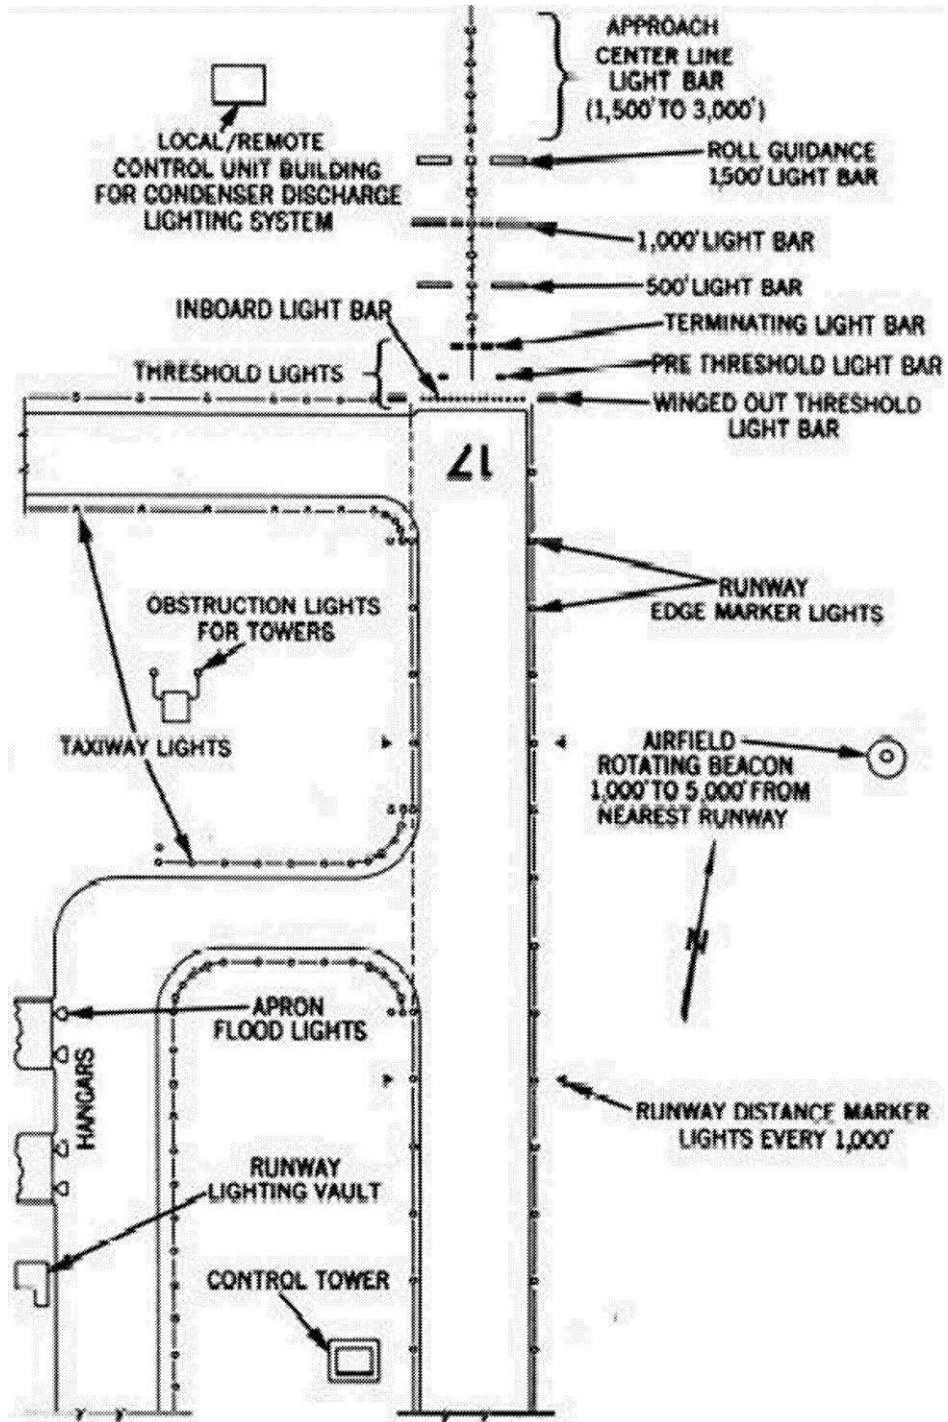 APPROACH
CENTER LINE
LIGHT BAR
(1,500' TO 3,000')
LOCAL/REMOTE
CONTROL UNIT BUILDING
FOR CONDENSER DISCHARGE
LIGHTING SYSTEM
ROLL GUIDANCE
1,500' LIGHT BAR
1,000' LIGHT BAR
500' LIGHT BAR
INBOARD LIGHT BAR
TERMINATING LIGHT BAR
THRESHOLD LIGHTS
PRE THRESHOLD LIGHT BAR
WINGED OUT THRESHOLD
LIGHT BAR
17
RUNWAY
EDGE MARKER LIGHTS
OBSTRUCTION LIGHTS
FOR TOWERS
TAXIWAY LIGHTS
AIRFIELD
ROTATING BEACON
1,000' TO 5,000' FROM
NEAREST RUNWAY
N
APRON
FLOOD LIGHTS
HANGARS
RUNWAY DISTANCE MARKER
LIGHTS EVERY 1,000'
RUNWAY
LIGHTING VAULT
CONTROL TOWER